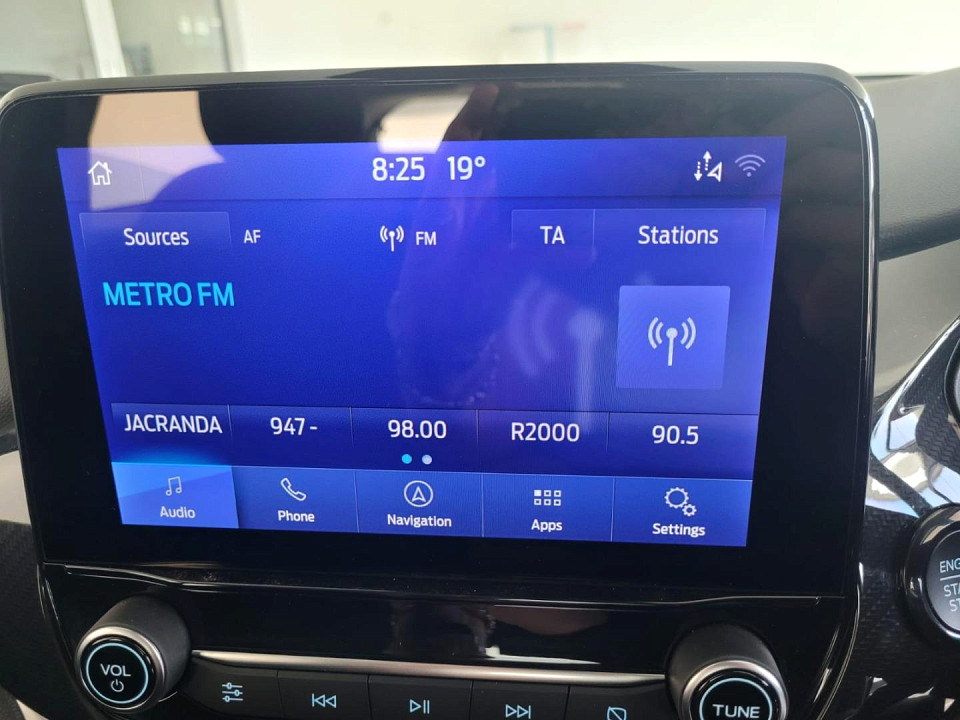 8:25 19°
Sources AF FM TA Stations
METRO FM
JACRANDA 947- 98.00 R2000 90.5
Audio Phone Navigation Apps Settings
VOL
TUNE